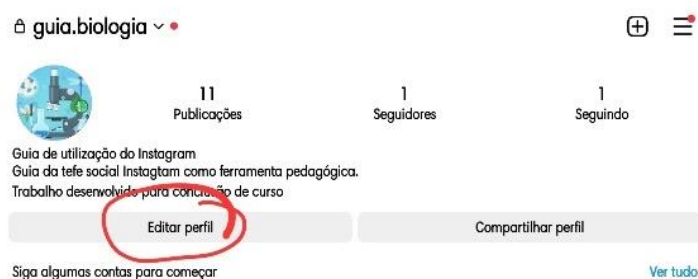 guia.biologia
11
Publicações
1
Seguidores
1
Seguindo
Guia de utilização do Instagram
Guia da tefe social Instagtam como ferramenta pedagógica.
Trabalho desenvolvido para conclusão de curso
Editar perfil
Compartilhar perfil
Siga algumas contas para começar
Ver tudo